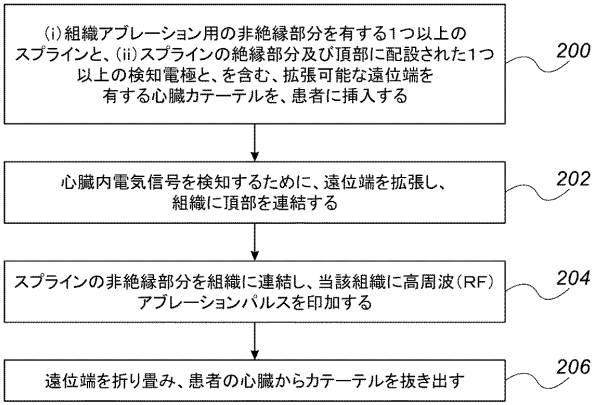 (i)組織アブレーション用の非絶縁部分を有する1つ以上の
スプラインと、(ii)スプラインの絶縁部分及び頂部に配設された1つ
以上の検知電極と、を含む、拡張可能な遠位端を
有する心臓カテーテルを、患者に挿入する
200
心臓内電気信号を検知するために、遠位端を拡張し、
組織に頂部を連結する
202
スプラインの非絶縁部分を組織に連結し、当該組織に高周波(RF)
アブレーションパルスを印加する
204
遠位端を折り畳み、患者の心臓からカテーテルを抜き出す
206